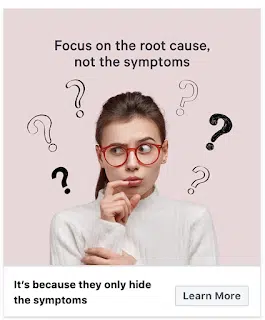 Focus on the root cause,
not the symptoms
It's because they only hide
the symptoms
Learn More